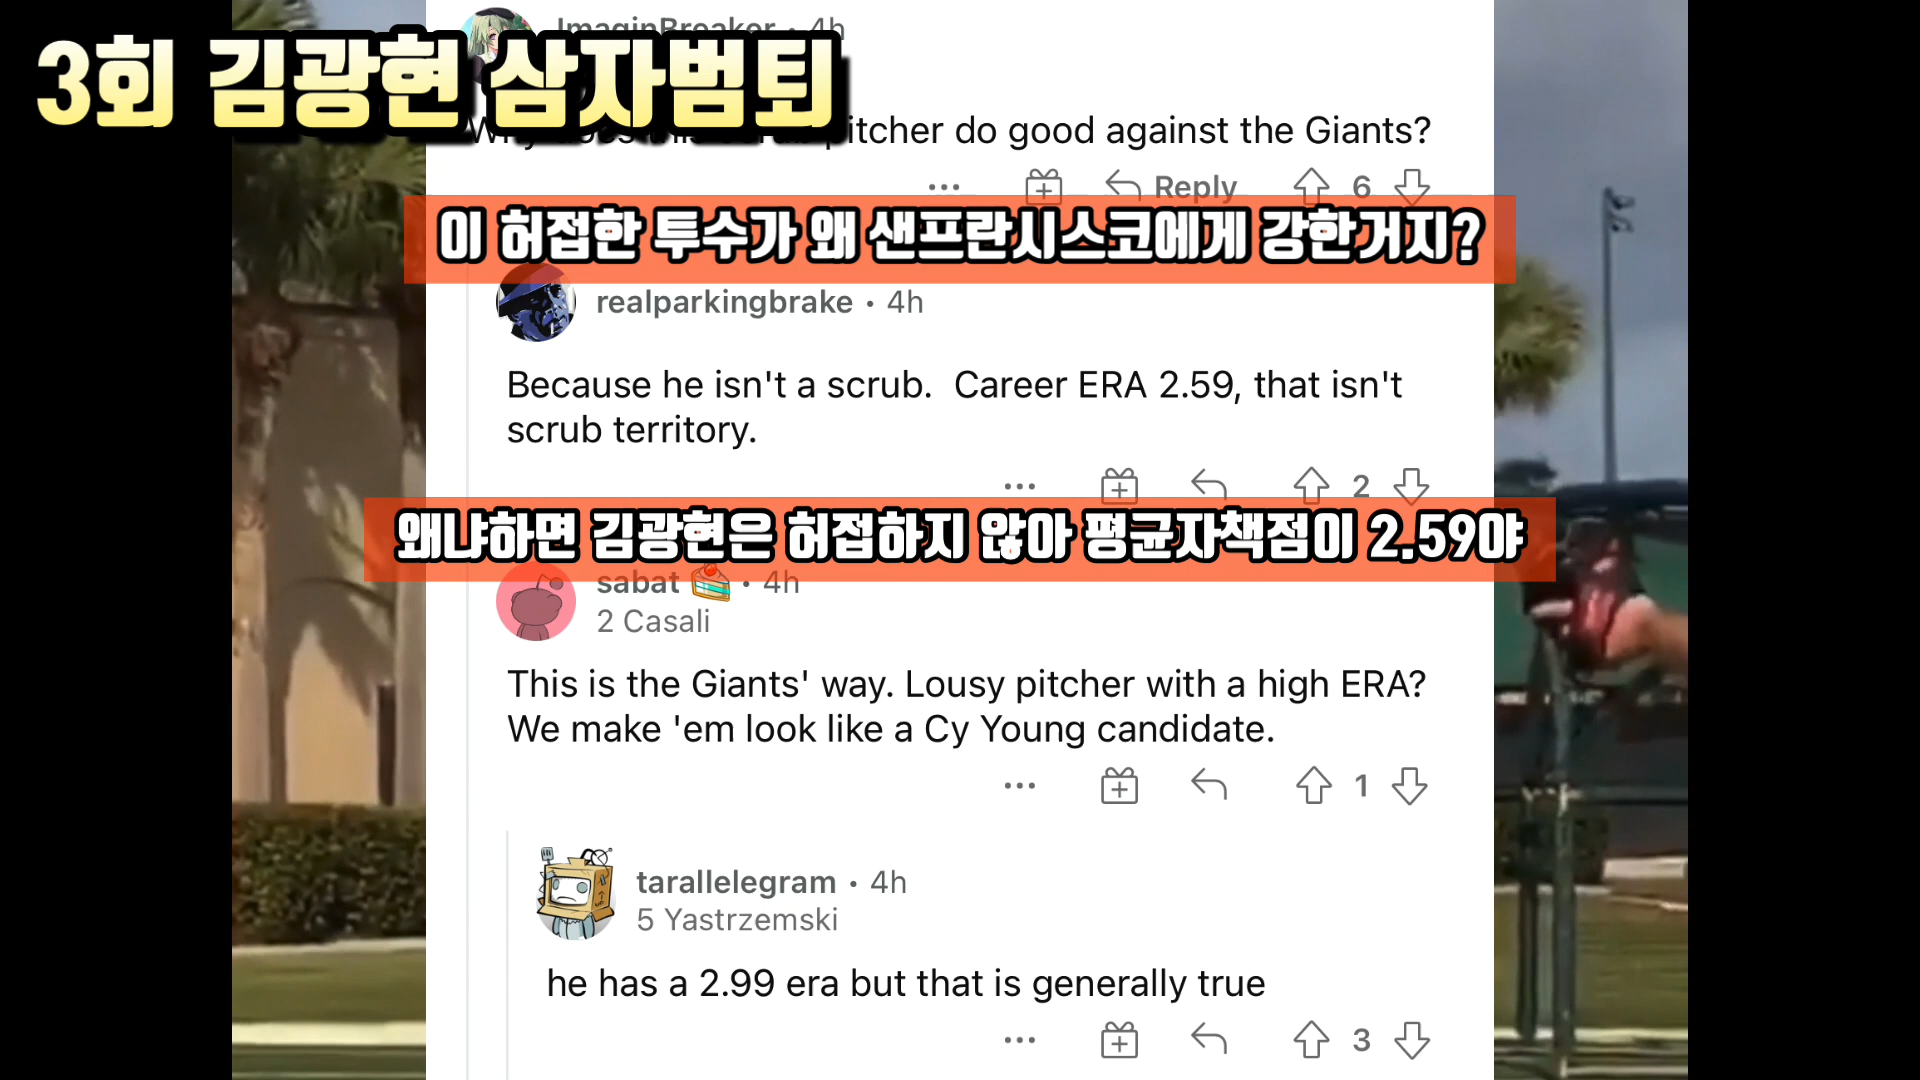 ImaginBreaker • 4h
3회 김광현 삼자범퇴
pitcher do good against the Giants?
Reply 6
이 허접한 투수가 왜 샌프란시스코에게 강한거지?
realparkingbrake • 4h
Because he isn't a scrub. Career ERA 2.59, that isn't
scrub territory.
2
왜냐하면 김광현은 허접하지 않아 평균자책점이 2.59야
sabat • 4h
2 Casali
This is the Giants' way. Lousy pitcher with a high ERA?
We make 'em look like a Cy Young candidate.
1
tarallelegram • 4h
5 Yastrzemski
he has a 2.99 era but that is generally true
3